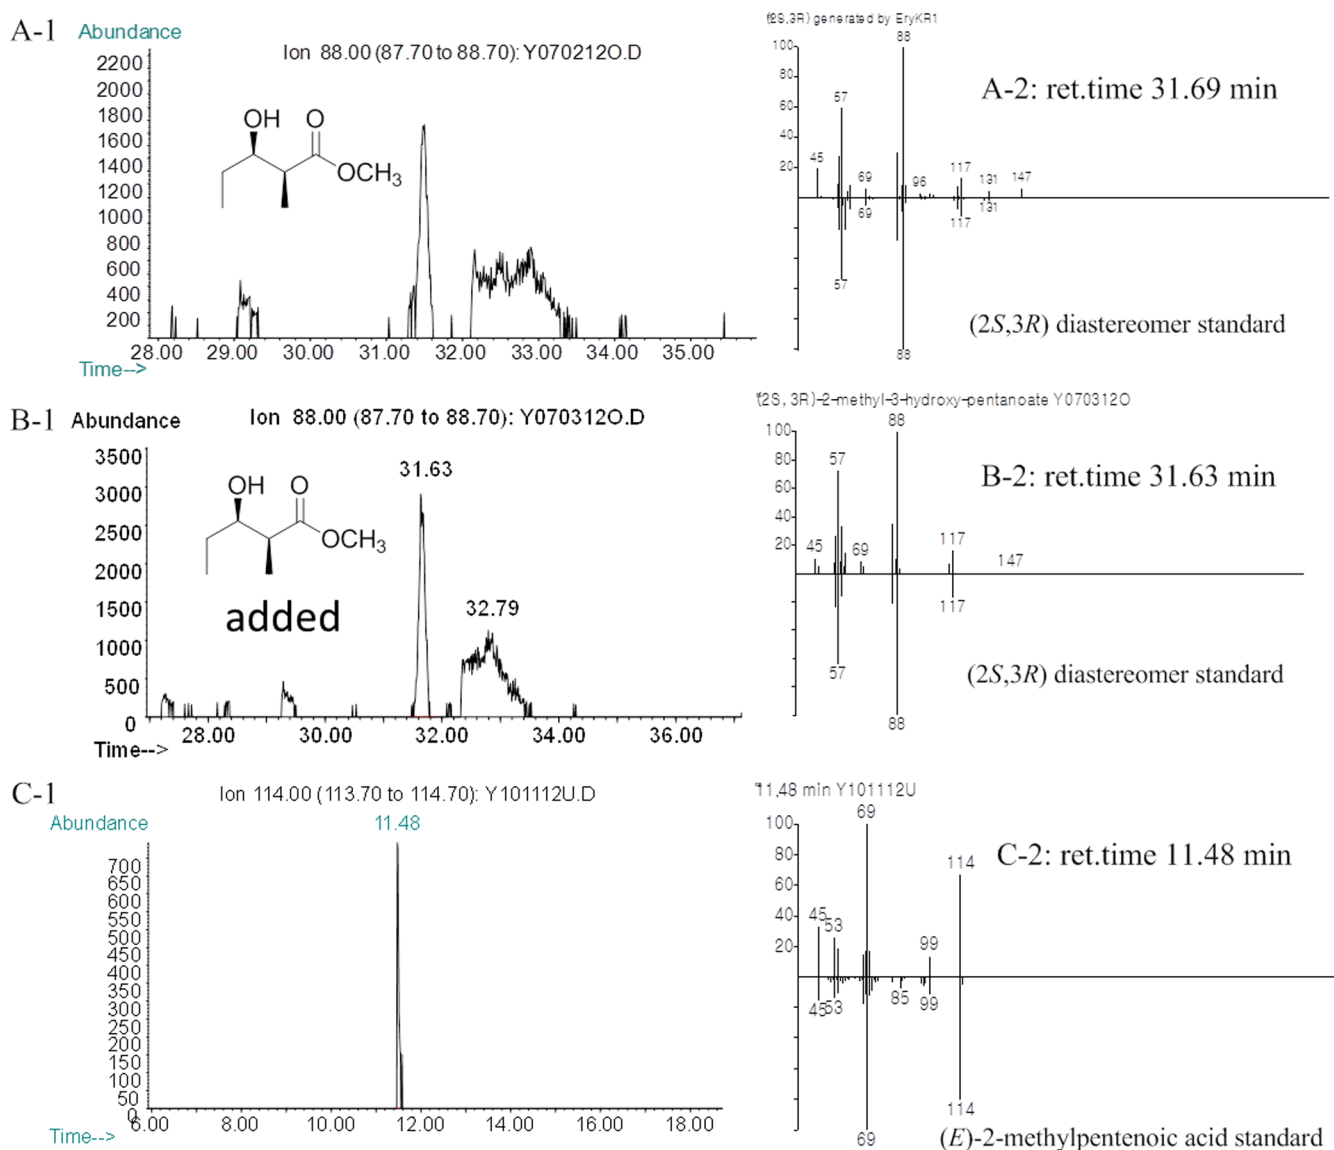 A-1
Abundance
Ion 88.00 (87.70 to 88.70): Y070212O.D
2200
2000
1800
1600
1400
1200
1000
800
600
400
200
OH
O
OCH3
28.00 29.00 30.00 31.00 32.00 33.00 34.00 35.00
Time-->
(2S,3R) generated by EryKR1
A-2: ret.time 31.69 min
100
80
60
40
20
88
57
45
69
96
117
131
147
69
117
131
57
88
(2S,3R) diastereomer standard
B-1
Abundance
Ion 88.00 (87.70 to 88.70): Y070312O.D
3500
3000
2500
2000
1500
1000
500
0
31.63
32.79
OH
O
OCH3
added
28.00 30.00 32.00 34.00 36.00
Time-->
(2S, 3R)-2-methyl-3-hydroxy-pentanoate Y070312O
B-2: ret.time 31.63 min
100
80
60
40
20
88
57
45
69
117
147
117
57
88
(2S,3R) diastereomer standard
C-1
Ion 114.00 (113.70 to 114.70): Y101112U.D
Abundance
11.48
700
650
600
550
500
450
400
350
300
250
200
150
100
50
0
6.00 8.00 10.00 12.00 14.00 16.00 18.00
Time-->
11,48 min Y101112U
C-2: ret.time 11.48 min
100
80
60
40
20
69
114
45
53
99
45
53
85
99
114
69
(E)-2-methylpentenoic acid standard